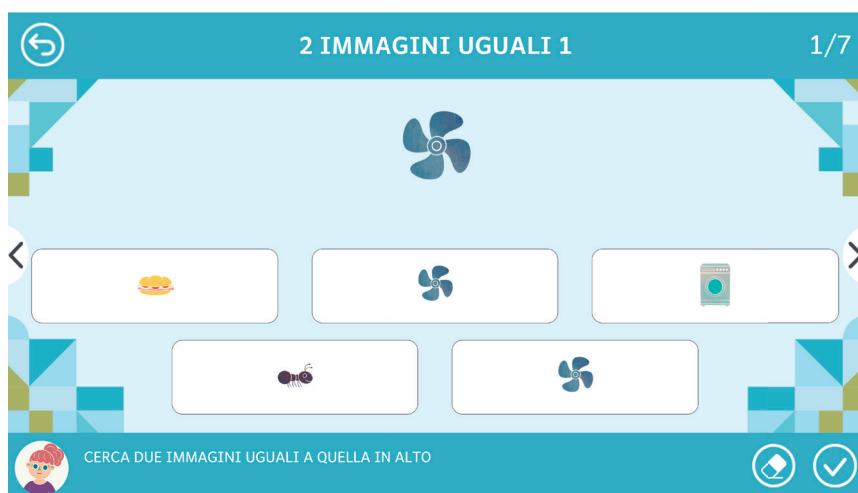 2 IMMAGINI UGUALI 1
1/7
CERCA DUE IMMAGINI UGUALI A QUELLA IN ALTO